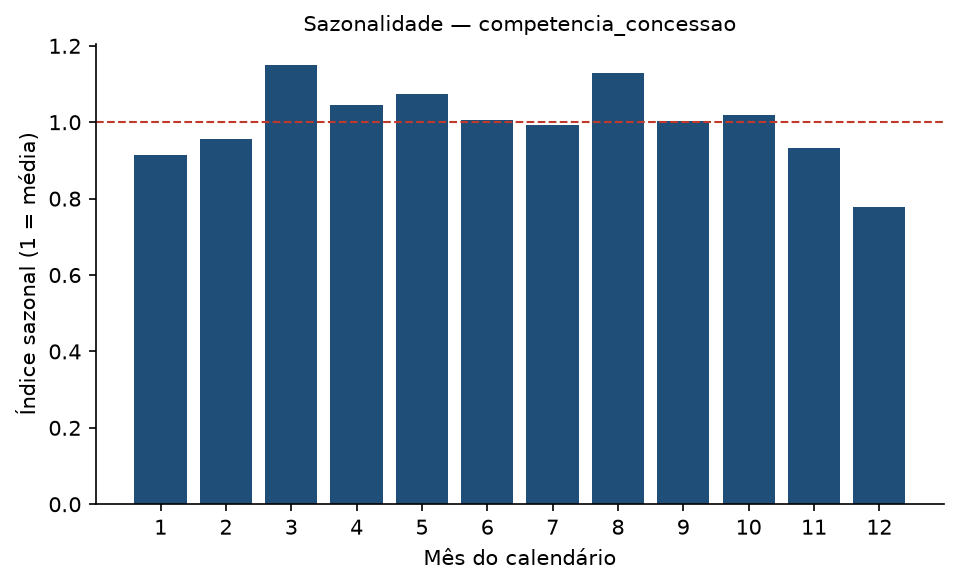 Sazonalidade — competencia_concessao
Índice sazonal (1 = média)
1.2
1.0
0.8
0.6
0.4
0.2
0.0
1 2 3 4 5 6 7 8 9 10 11 12
Mês do calendário